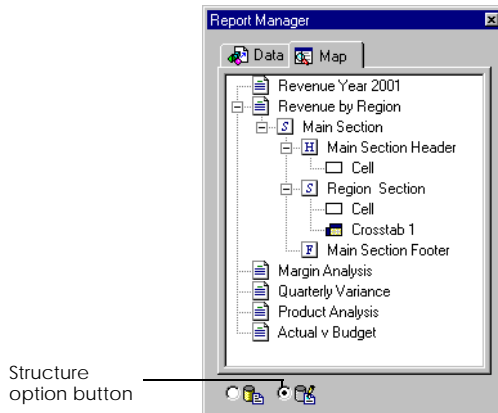 Report Manager
Data Map
Revenue Year 2001
Revenue by Region
S Main Section
H Main Section Header
Cell
S Region Section
Cell
Crosstab 1
F Main Section Footer
Margin Analysis
Quarterly Variance
Product Analysis
Actual v Budget
Structure
option button